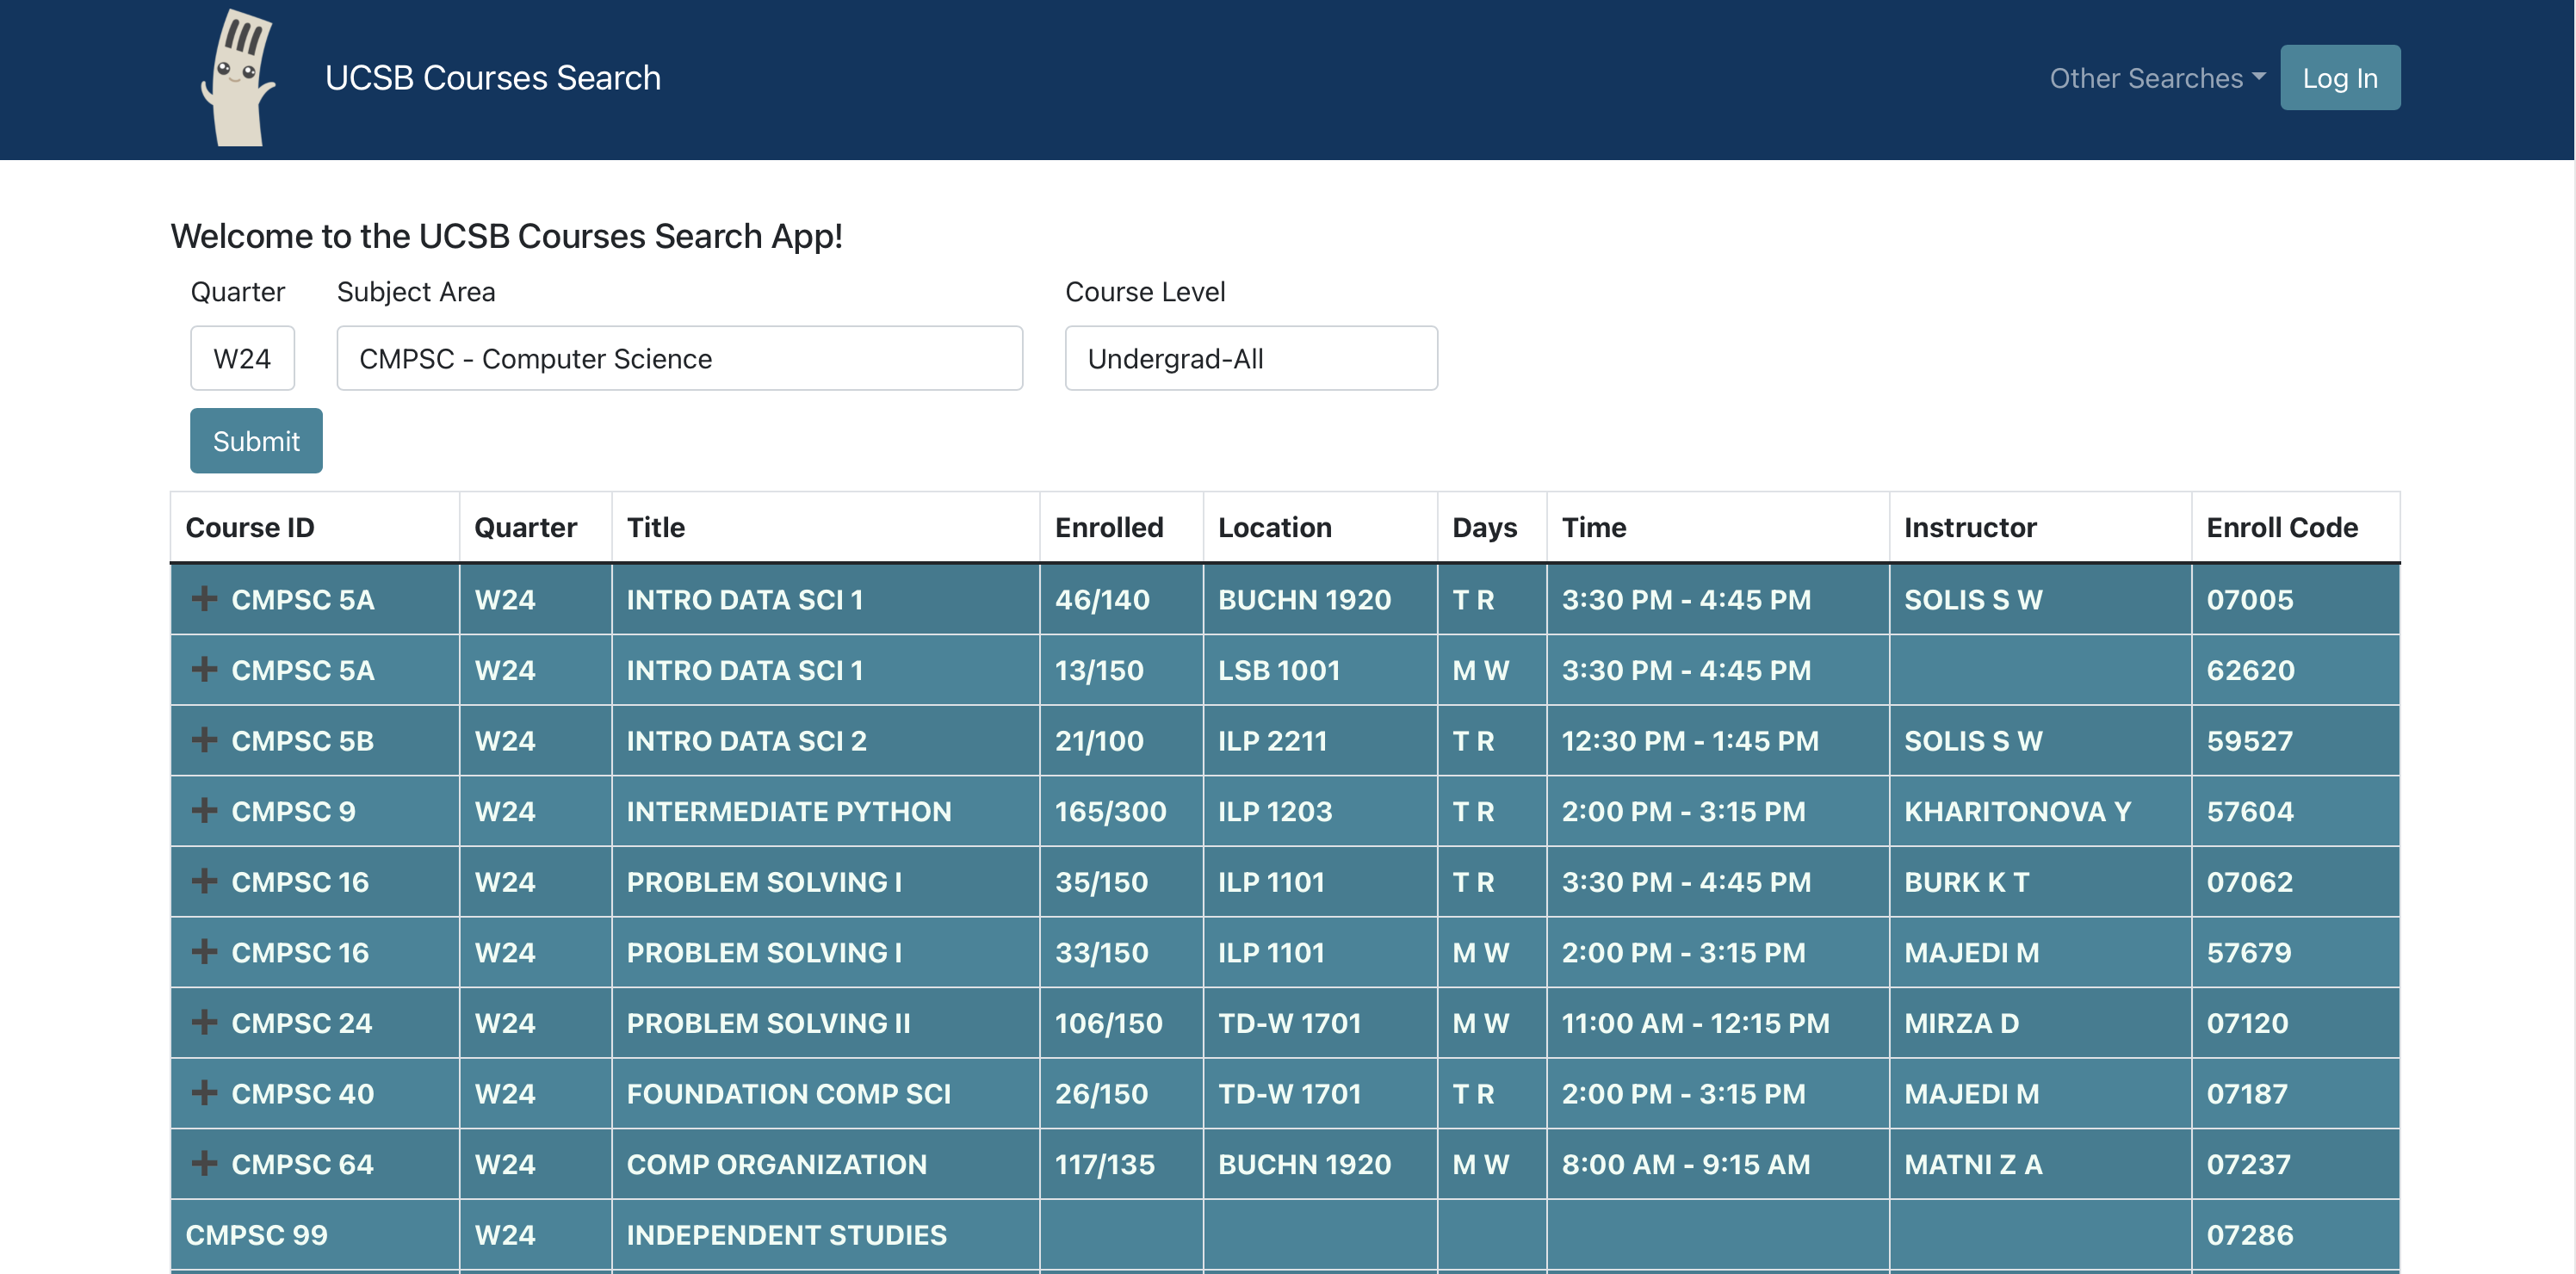 UCSB Courses Search
Other Searches
Log In
Welcome to the UCSB Courses Search App!
Quarter Subject Area Course Level
W24 CMPSC - Computer Science Undergrad-All
Submit
Course ID Quarter Title Enrolled Location Days Time Instructor Enroll Code
CMPSC 5A W24 INTRO DATA SCI 1 46/140 BUCHN 1920 T R 3:30 PM - 4:45 PM SOLIS S W 07005
CMPSC 5A W24 INTRO DATA SCI 1 13/150 LSB 1001 M W 3:30 PM - 4:45 PM 62620
CMPSC 5B W24 INTRO DATA SCI 2 21/100 ILP 2211 T R 12:30 PM - 1:45 PM SOLIS S W 59527
CMPSC 9 W24 INTERMEDIATE PYTHON 165/300 ILP 1203 T R 2:00 PM - 3:15 PM KHARITONOVA Y 57604
CMPSC 16 W24 PROBLEM SOLVING I 35/150 ILP 1101 T R 3:30 PM - 4:45 PM BURK K T 07062
CMPSC 16 W24 PROBLEM SOLVING I 33/150 ILP 1101 M W 2:00 PM - 3:15 PM MAJEDI M 57679
CMPSC 24 W24 PROBLEM SOLVING II 106/150 TD-W 1701 M W 11:00 AM - 12:15 PM MIRZA D 07120
CMPSC 40 W24 FOUNDATION COMP SCI 26/150 TD-W 1701 T R 2:00 PM - 3:15 PM MAJEDI M 07187
CMPSC 64 W24 COMP ORGANIZATION 117/135 BUCHN 1920 M W 8:00 AM - 9:15 AM MATNI Z A 07237
CMPSC 99 W24 INDEPENDENT STUDIES 07286